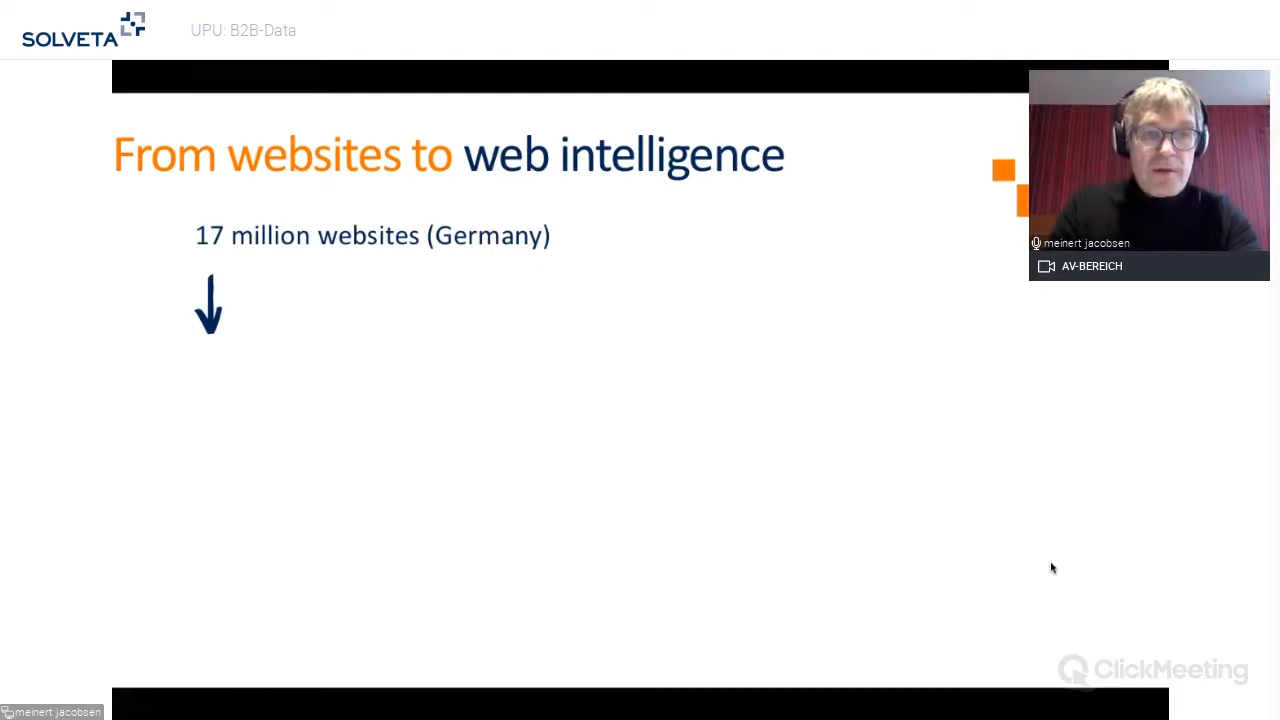 SOLVETA
UPU: B2B-Data
From websites to web intelligence
17 million websites (Germany)
meinert jacobsen
AV-BEREICH
ClickMeeting
meinert jacobsen